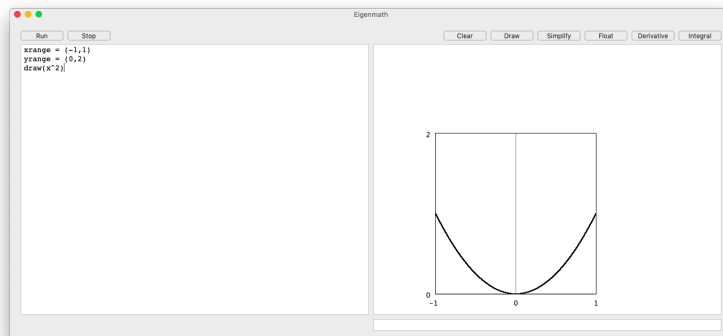 Eigenmath
Run Stop Clear Draw Simplify Float Derivative Integral
xrange = (-1,1)
yrange = (0,2)
draw(x^2)
2
0
-1 0 1